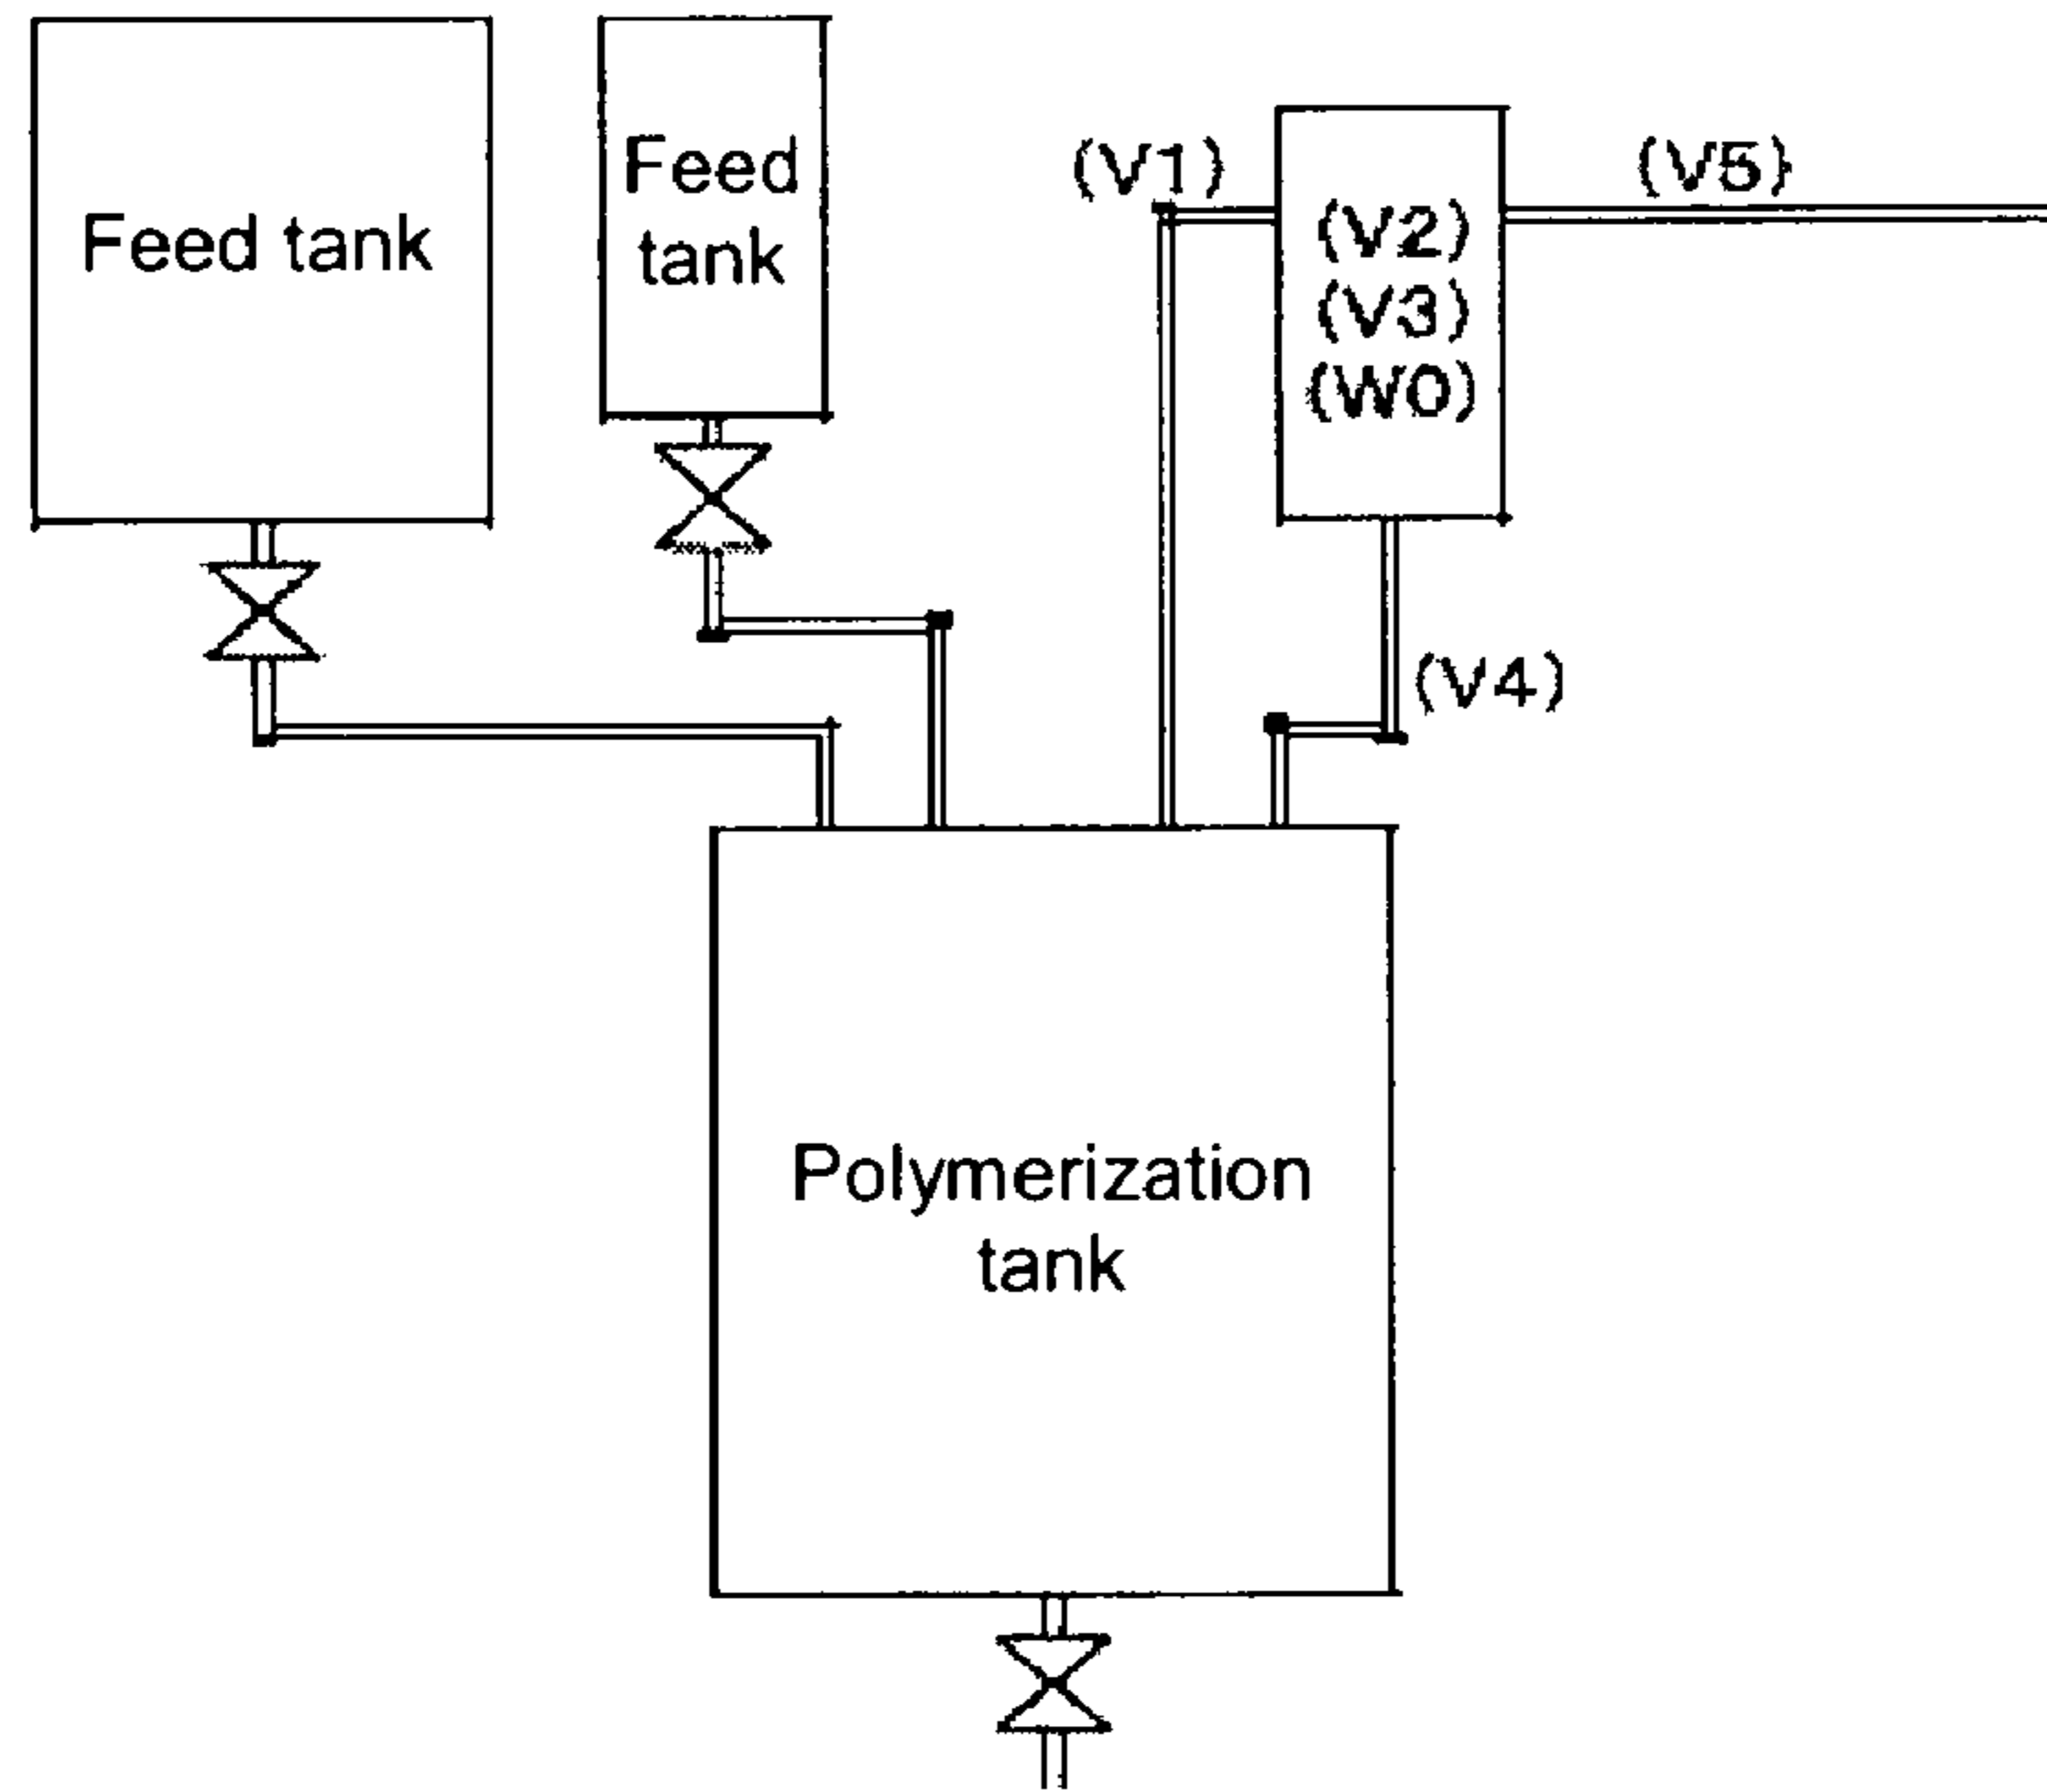 Feed tank
Feed
tank
(V1)
(V2)
(V3)
(W0)
(V5)
(V4)
Polymerization
tank